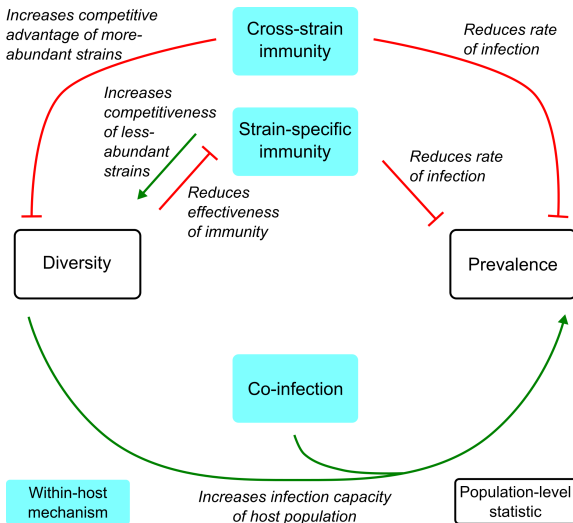 Increases competitive
advantage of more-
abundant strains
Cross-strain
immunity
Reduces rate
of infection
Increases
competitiveness
of less-
abundant
strains
Strain-specific
immunity
Reduces rate
of infection
Reduces
effectiveness
of immunity
Diversity
Prevalence
Co-infection
Within-host
mechanism
Increases infection capacity
of host population
Population-level
statistic